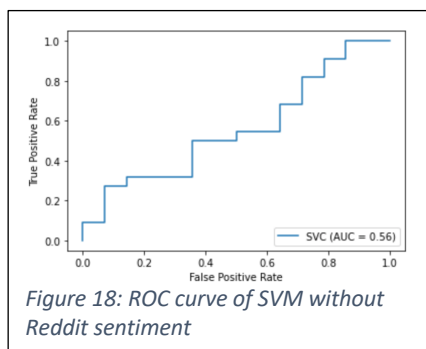 1.0
0.8
0.6
0.4
0.2
0.0
True Positive Rate
SVC (AUC = 0.56)
0.0 0.2 0.4 0.6 0.8 1.0
False Positive Rate
Figure 18: ROC curve of SVM without
Reddit sentiment